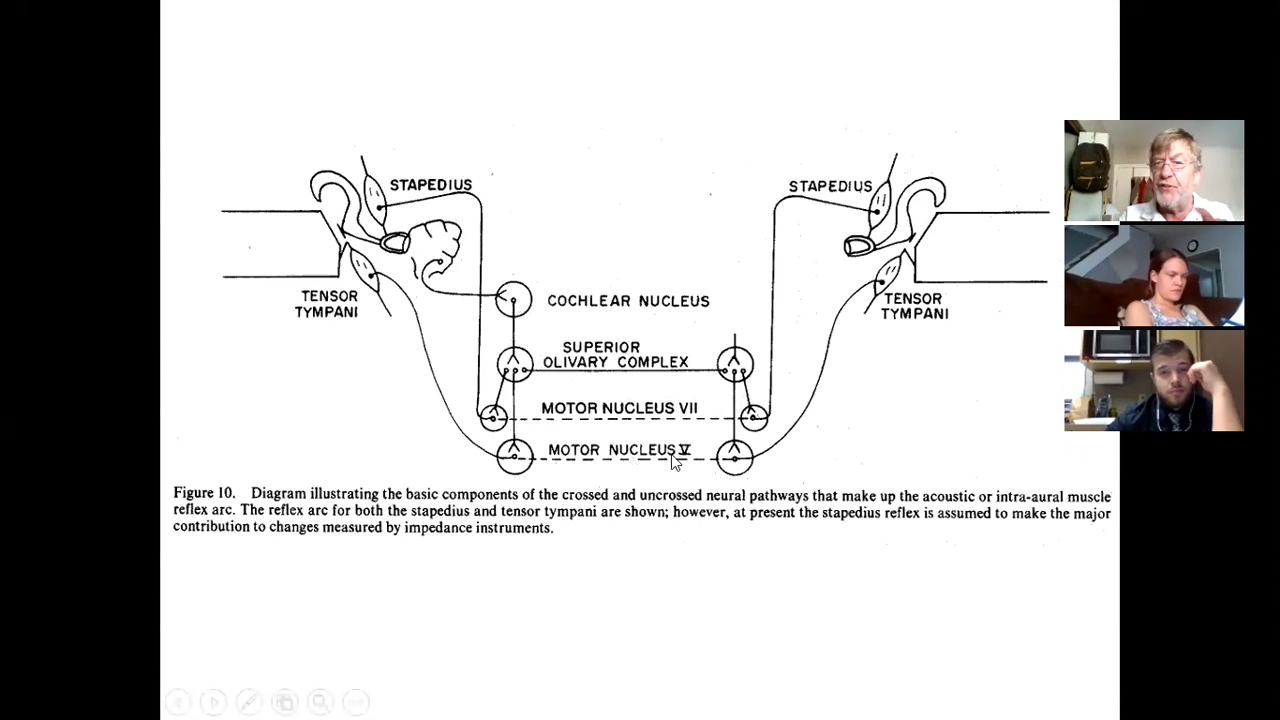 STAPEDIUS
STAPEDIUS
TENSOR
TYMPANI
COCHLEAR NUCLEUS
TENSOR
TYMPANI
SUPERIOR
OLIVARY COMPLEX
MOTOR NUCLEUS VII
MOTOR NUCLEUS V
Figure 10. Diagram illustrating the basic components of the crossed and uncrossed neural pathways that make up the acoustic or intra-aural muscle
reflex arc. The reflex arc for both the stapedius and tensor tympani are shown; however, at present the stapedius reflex is assumed to make the major
contribution to changes measured by impedance instruments.